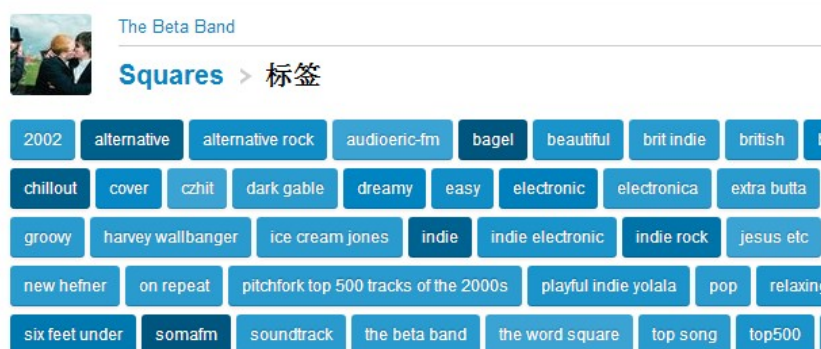 The Beta Band
Squares > 标签
2002 alternative alternative rock audioeric-fm bagel beautiful brit indie british
chillout cover czhit dark gable dreamy easy electronic electronica extra butta
groovy harvey wallbanger ice cream jones indie indie electronic indie rock jesus etc
new hefner on repeat pitchfork top 500 tracks of the 2000s playful indie yolala pop relaxing
six feet under somafm soundtrack the beta band the word square top song top500